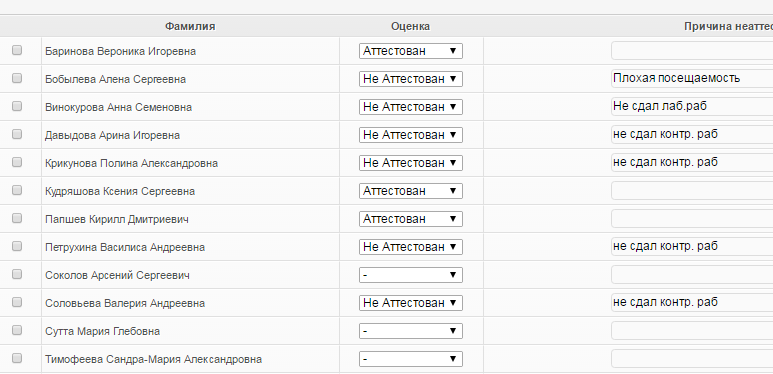 Фамилия Оценка Причина неаттес
Баринова Вероника Игоревна Аттестован
Бобылева Алена Сергеевна Не Аттестован Плохая посещаемость
Винокурова Анна Семеновна Не Аттестован Не сдал лаб.раб
Давыдова Арина Игоревна Не Аттестован не сдал контр. раб
Крикунова Полина Александровна Не Аттестован не сдал контр. раб
Кудряшова Ксения Сергеевна Аттестован
Папшев Кирилл Дмитриевич Аттестован
Петрухина Василиса Андреевна Не Аттестован не сдал контр. раб
Соколов Арсений Сергеевич -
Соловьева Валерия Андреевна Не Аттестован не сдал контр. раб
Сутта Мария Глебовна -
Тимофеева Сандра-Мария Александровна -